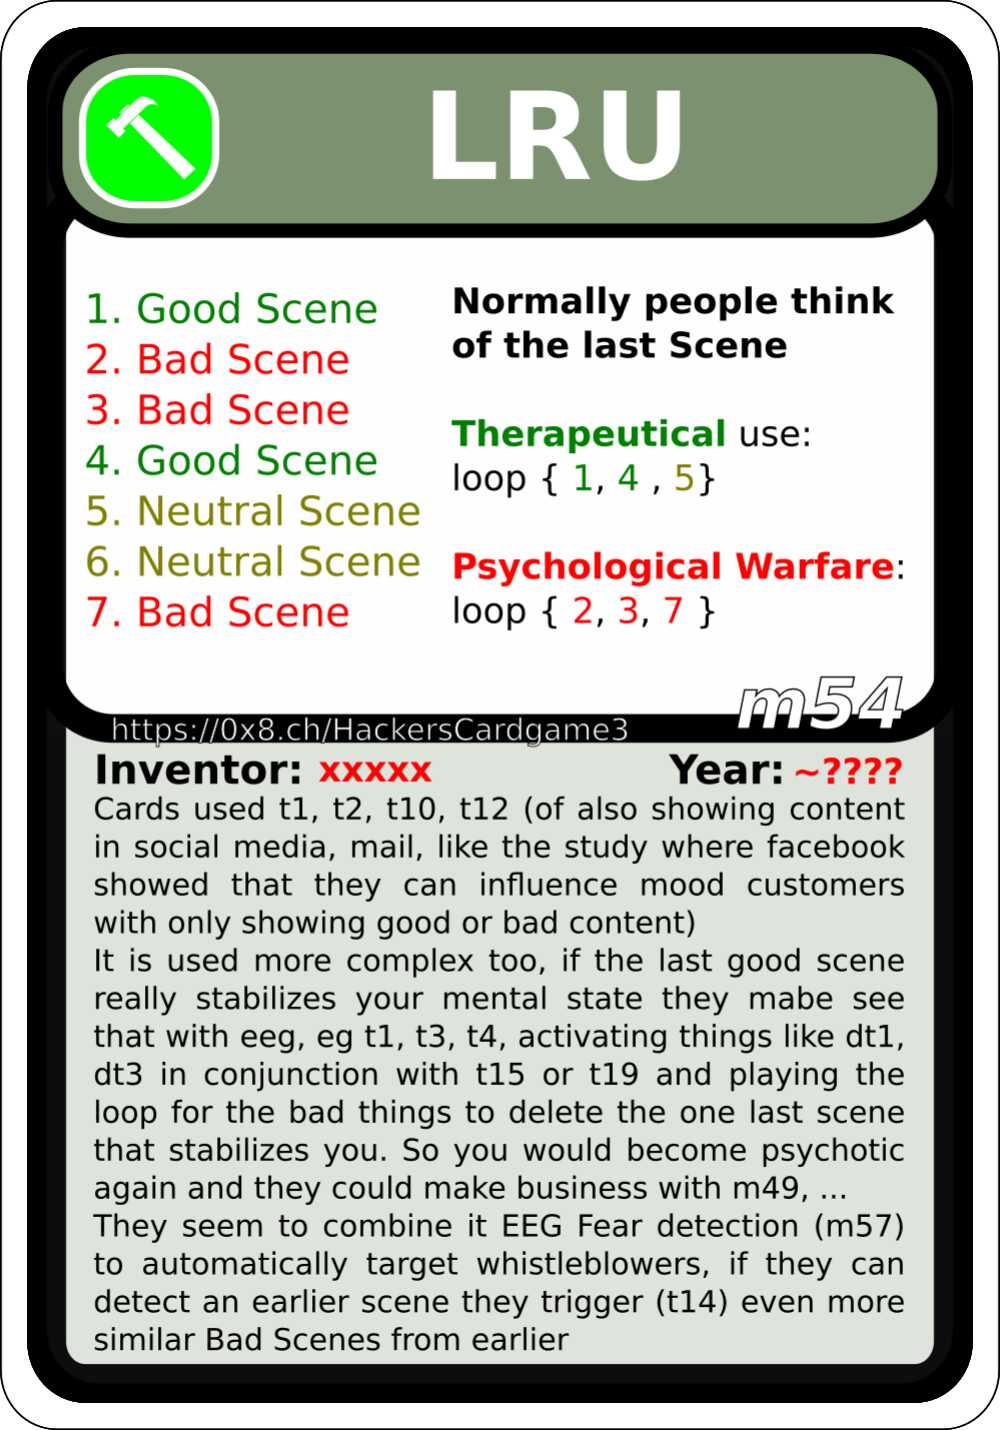 LRU
1. Good Scene
2. Bad Scene
3. Bad Scene
4. Good Scene
5. Neutral Scene
6. Neutral Scene
7. Bad Scene
Normally people think
of the last Scene
Therapeutical use:
loop { 1, 4 , 5}
Psychological Warfare:
loop { 2, 3, 7 }
m54
https://0x8.ch/HackersCardgame3
Inventor: xxxxx
Year: ~????
Cards used t1, t2, t10, t12 (of also showing content
in social media, mail, like the study where facebook
showed that they can influence mood customers
with only showing good or bad content)
It is used more complex too, if the last good scene
really stabilizes your mental state they mabe see
that with eeg, eg t1, t3, t4, activating things like dt1,
dt3 in conjunction with t15 or t19 and playing the
loop for the bad things to delete the one last scene
that stabilizes you. So you would become psychotic
again and they could make business with m49, ...
They seem to combine it EEG Fear detection (m57)
to automatically target whistleblowers, if they can
detect an earlier scene they trigger (t14) even more
similar Bad Scenes from earlier